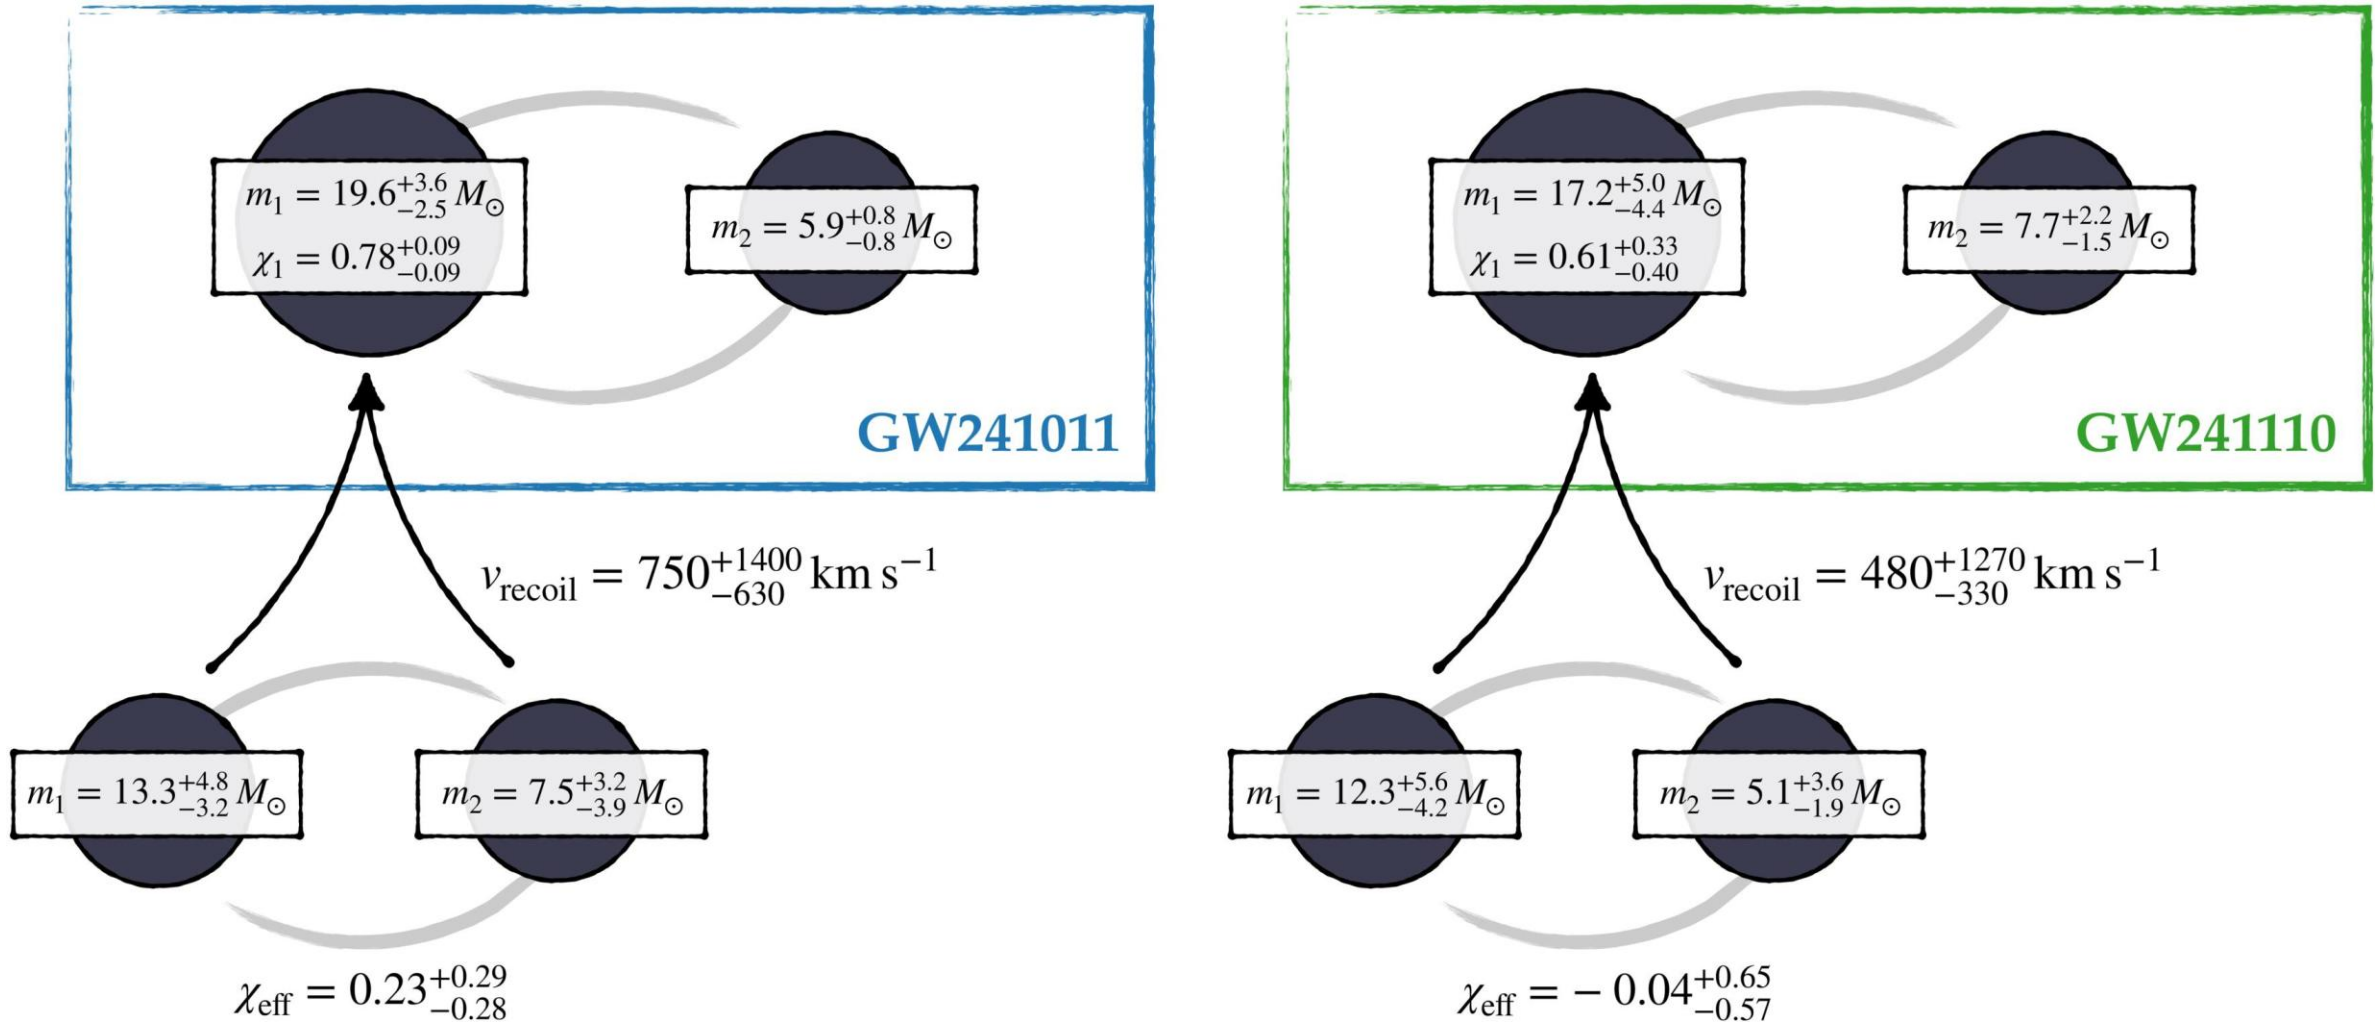 m₁ = 19.6⁺³·⁶₋₂.₅ M☉
χ₁ = 0.78⁺⁰·⁰⁹₋₀.₀₉
m₂ = 5.9⁺⁰·⁸₋₀.₈ M☉
GW241011
v_recoil = 750⁺¹⁴⁰⁰₋₆₃₀ km s⁻¹
m₁ = 13.3⁺⁴·⁸₋₃.₂ M☉
m₂ = 7.5⁺³·²₋₃.₉ M☉
χ_eff = 0.23⁺⁰·²⁹₋₀.₂₈
m₁ = 17.2⁺⁵·⁰₋₄.₄ M☉
χ₁ = 0.61⁺⁰·³³₋₀.₄₀
m₂ = 7.7⁺²·²₋₁.₅ M☉
GW241110
v_recoil = 480⁺¹²⁷⁰₋₃₃₀ km s⁻¹
m₁ = 12.3⁺⁵·⁶₋₄.₂ M☉
m₂ = 5.1⁺³·⁶₋₁.₉ M☉
χ_eff = − 0.04⁺⁰·⁶⁵₋₀.₅₇